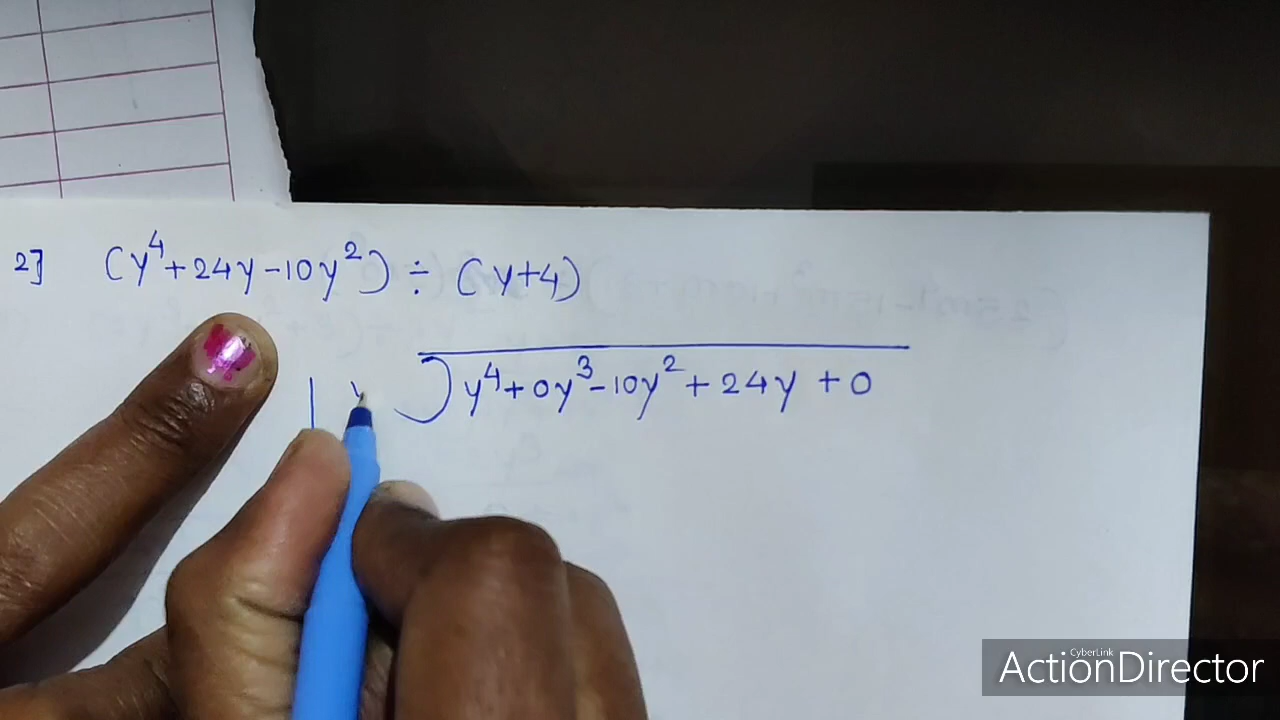 2] (y⁴+24y-10y²) ÷ (y+4)
y⁴+0y³-10y²+24y+0
CyberLink
ActionDirector